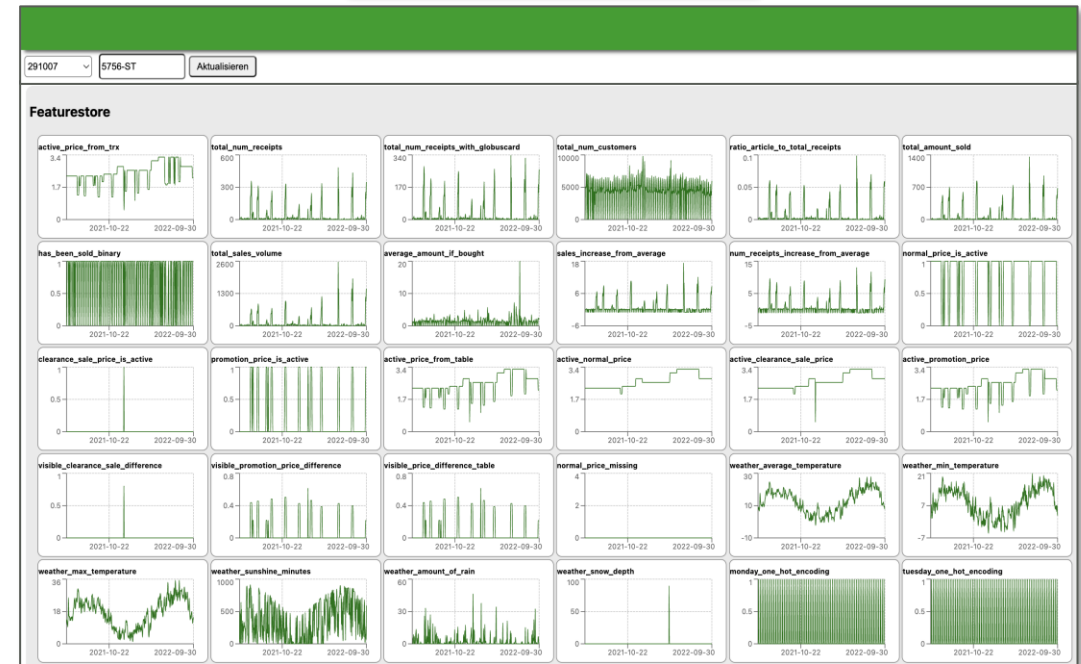 291007 5756-ST Aktualisieren
Featurestore
active_price_from_trx total_num_receipts total_num_receipts_with_globuscard total_num_customers ratio_article_to_total_receipts total_amount_sold
3.4 600 340 10000 0.1 1400
1.7 300 170 5000 0.05 700
0 0 0 0 0 0
2021-10-22 2022-09-30 2021-10-22 2022-09-30 2021-10-22 2022-09-30 2021-10-22 2022-09-30 2021-10-22 2022-09-30 2021-10-22 2022-09-30
has_been_sold_binary total_sales_volume average_amount_if_bought sales_increase_from_average num_receipts_increase_from_average normal_price_is_active
1 2600 20 18 15 1
0.5 1300 10 6 5 0.5
0 0 0 -6 -5 0
2021-10-22 2022-09-30 2021-10-22 2022-09-30 2021-10-22 2022-09-30 2021-10-22 2022-09-30 2021-10-22 2022-09-30 2021-10-22 2022-09-30
clearance_sale_price_is_active promotion_price_is_active active_price_from_table active_normal_price active_clearance_sale_price active_promotion_price
1 1 3.4 3.4 3.4 3.4
0.5 0.5 1.7 1.7 1.7 1.7
0 0 0 0 0 0
2021-10-22 2022-09-30 2021-10-22 2022-09-30 2021-10-22 2022-09-30 2021-10-22 2022-09-30 2021-10-22 2022-09-30 2021-10-22 2022-09-30
visible_clearance_sale_difference visible_promotion_price_difference visible_price_difference_table normal_price_missing weather_average_temperature weather_min_temperature
1 0.8 0.8 4 30 21
0.5 0.4 0.4 2 10 7
0 0 0 0 -10 -7
2021-10-22 2022-09-30 2021-10-22 2022-09-30 2021-10-22 2022-09-30 2021-10-22 2022-09-30 2021-10-22 2022-09-30 2021-10-22 2022-09-30
weather_max_temperature weather_sunshine_minutes weather_amount_of_rain weather_snow_depth monday_one_hot_encoding tuesday_one_hot_encoding
36 1000 60 100 1 1
18 500 30 50 0.5 0.5
0 0 0 0 0 0
2021-10-22 2022-09-30 2021-10-22 2022-09-30 2021-10-22 2022-09-30 2021-10-22 2022-09-30 2021-10-22 2022-09-30 2021-10-22 2022-09-30